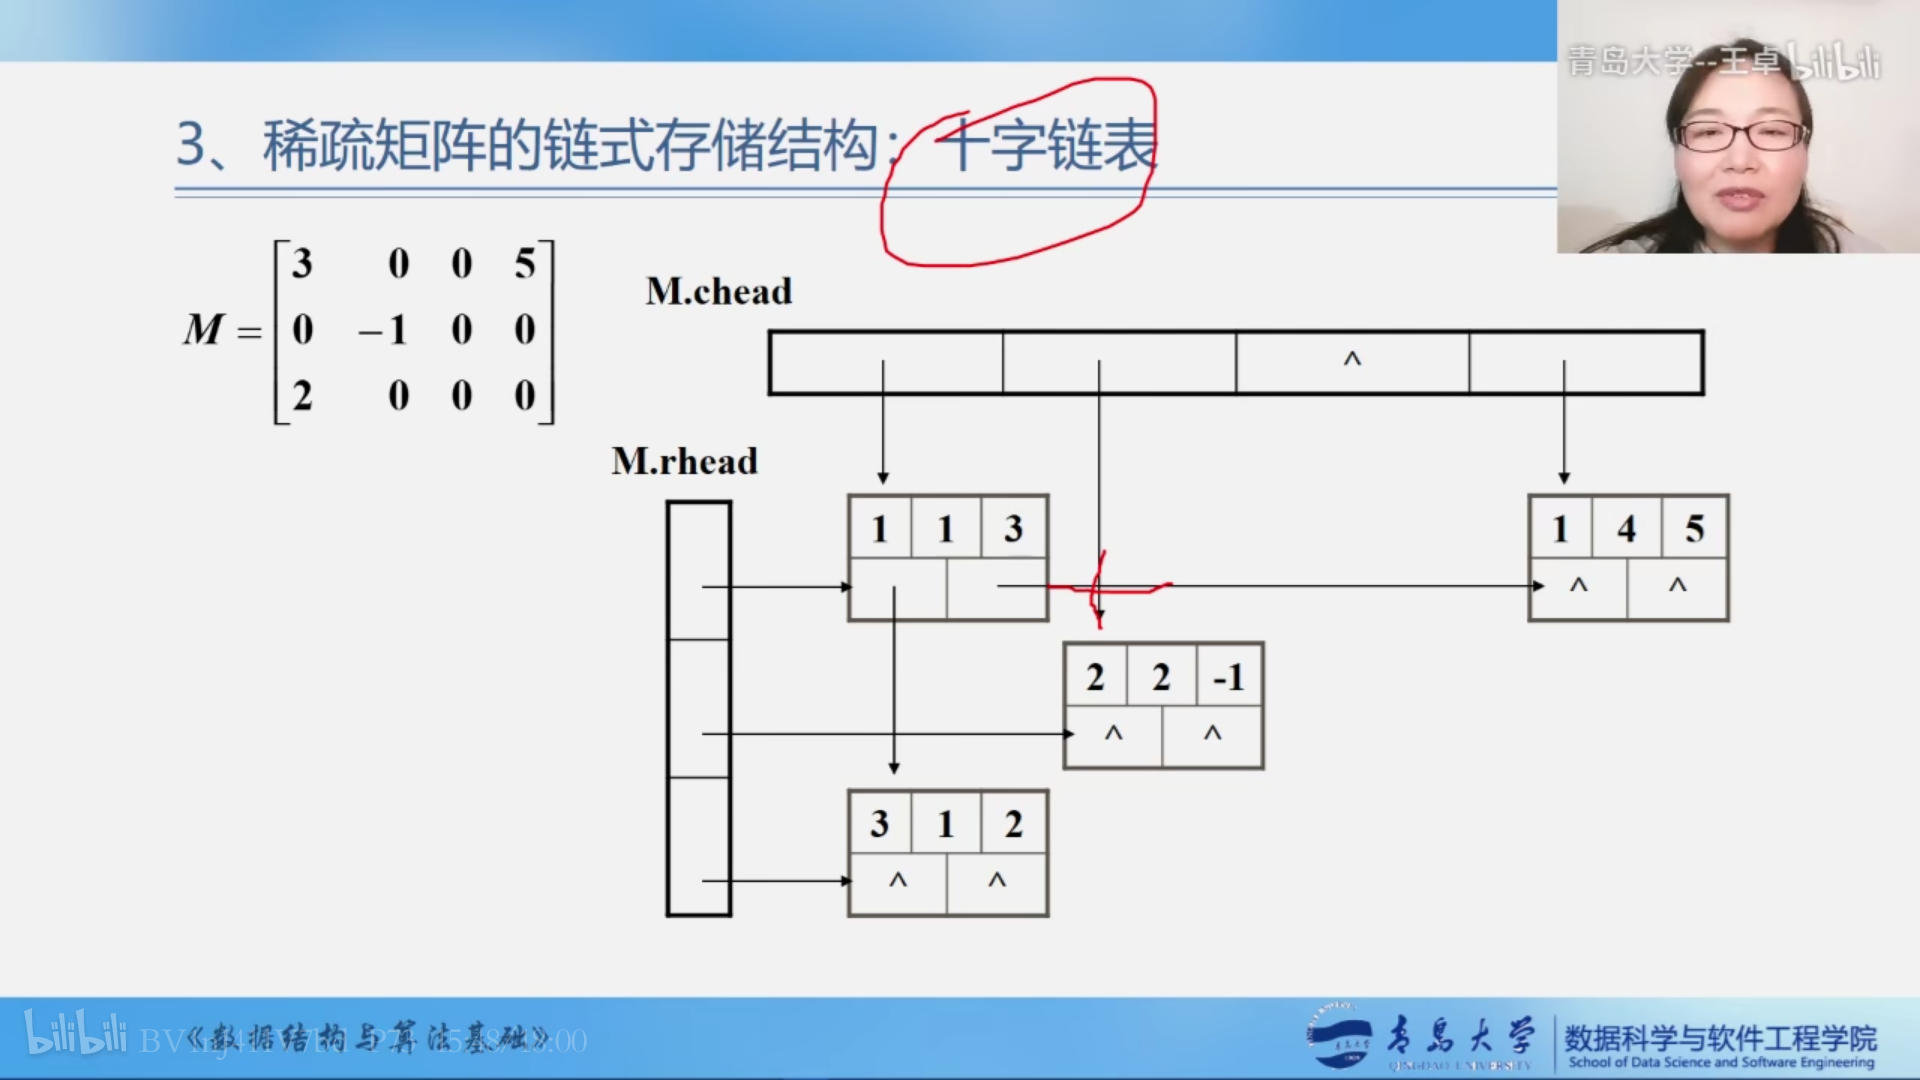 青岛大学--王卓 bilibili
3、稀疏矩阵的链式存储结构：十字链表
M = [3 0 0 5
0 −1 0 0
2 0 0 0]
M.chead
^
M.rhead
1 1 3
1 4 5
^ ^
2 2 -1
^ ^
3 1 2
^ ^
bilibili
《数据结构与算法基础》
青岛大学
QINGDAO UNIVERSITY
数据科学与软件工程学院
School of Data Science and Software Engineering